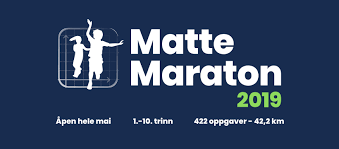 Matte
Maraton
2019
Åpen hele mai 1.-10. trinn 422 oppgaver - 42,2 km